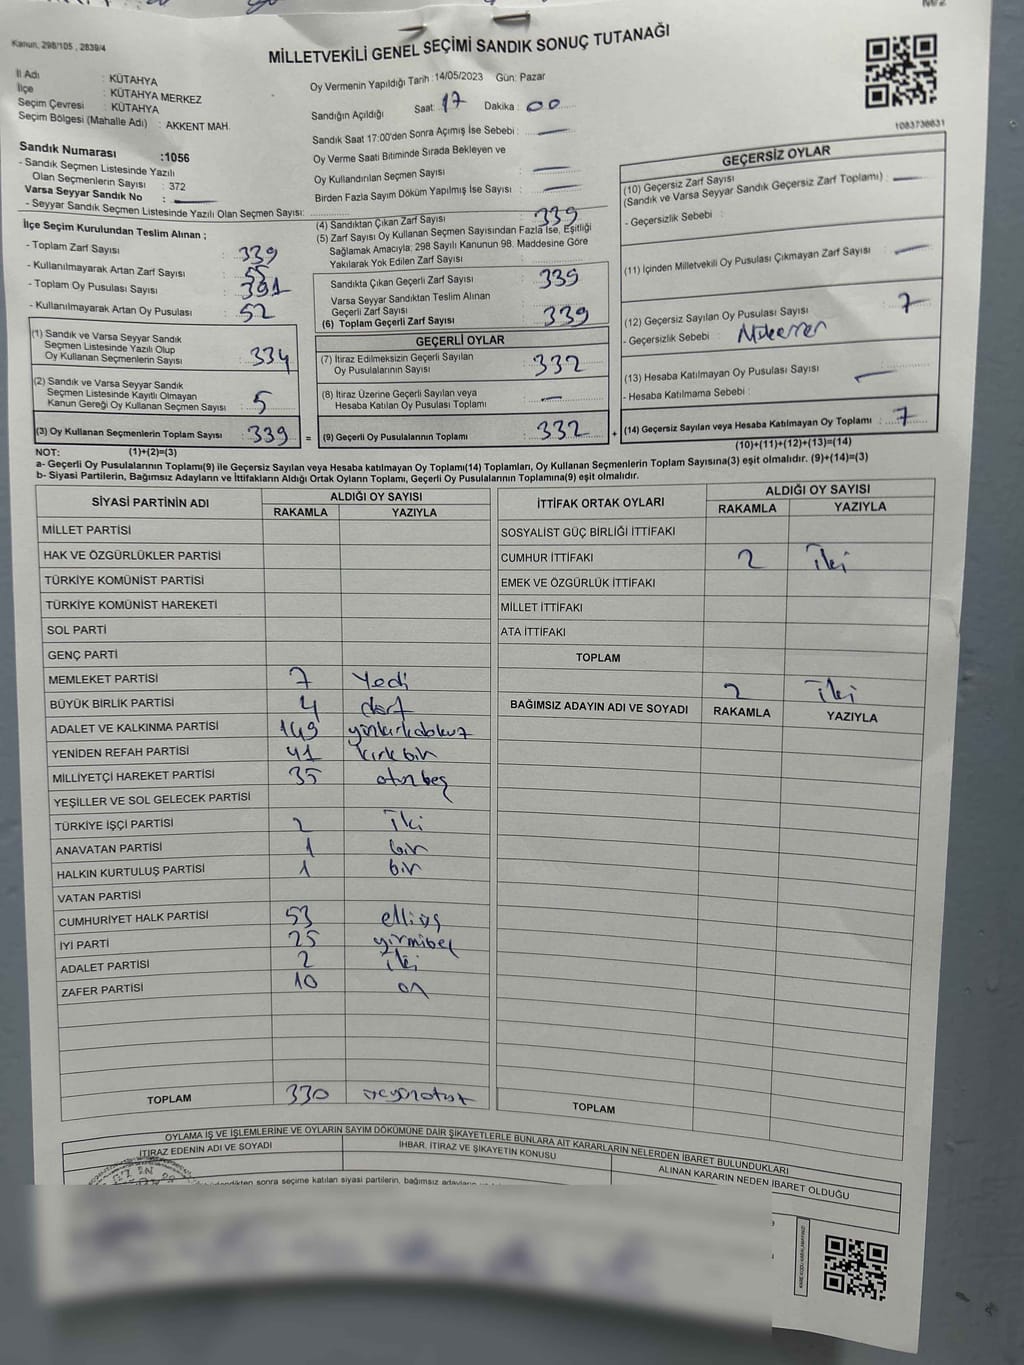 Kanun, 298/105 , 2839/4
MİLLETVEKİLİ GENEL SEÇİMİ SANDIK SONUÇ TUTANAĞI
İl Adı : KÜTAHYA
İlçe : KÜTAHYA MERKEZ
Seçim Çevresi : KÜTAHYA
Seçim Bölgesi (Mahalle Adı) : AKKENT MAH.
Sandık Numarası :1056
- Sandık Seçmen Listesinde Yazılı
Olan Seçmenlerin Sayısı : 372
Varsa Seyyar Sandık No : —
- Seyyar Sandık Seçmen Listesinde Yazılı Olan Seçmen Sayısı:
Oy Vermenin Yapıldığı Tarih :14/05/2023 Gün: Pazar
Sandığın Açıldığı Saat : 17 Dakika : 00
Sandık Saat 17:00'den Sonra Açımış İse Sebebi : —
Oy Verme Saati Bitiminde Sırada Bekleyen ve
Oy Kullandırılan Seçmen Sayısı : —
Birden Fazla Sayım Döküm Yapılmış İse Sayısı : —
1083736631
İlçe Seçim Kurulundan Teslim Alınan ;
- Toplam Zarf Sayısı : 339
- Kullanılmayarak Artan Zarf Sayısı : 55
- Toplam Oy Pusulası Sayısı : 391
- Kullanılmayarak Artan Oy Pusulası : 52
(1) Sandık ve Varsa Seyyar Sandık
Seçmen Listesinde Yazılı Olup
Oy Kullanan Seçmenlerin Sayısı : 334
(2) Sandık ve Varsa Seyyar Sandık
Seçmen Listesinde Kayıtlı Olmayan
Kanun Gereği Oy Kullanan Seçmen Sayısı : 5
(3) Oy Kullanan Seçmenlerin Toplam Sayısı : 339 =
(4) Sandıktan Çıkan Zarf Sayısı : 339
(5) Zarf Sayısı Oy Kullanan Seçmen Sayısından Fazla İse, Eşitliği
Sağlamak Amacıyla; 298 Sayılı Kanunun 98. Maddesine Göre
Yakılarak Yok Edilen Zarf Sayısı :
Sandıkta Çıkan Geçerli Zarf Sayısı : 339
Varsa Seyyar Sandıktan Teslim Alınan
Geçerli Zarf Sayısı :
(6) Toplam Geçerli Zarf Sayısı : 339
GEÇERLİ OYLAR
(7) İtiraz Edilmeksizin Geçerli Sayılan
Oy Pusulalarının Sayısı : 332
(8) İtiraz Üzerine Geçerli Sayılan veya
Hesaba Katılan Oy Pusulası Toplamı : —
(9) Geçerli Oy Pusulalarının Toplamı : 332 +
GEÇERSİZ OYLAR
(10) Geçersiz Zarf Sayısı
(Sandık ve Varsa Seyyar Sandık Geçersiz Zarf Toplamı) : —
- Geçersizlik Sebebi :
(11) İçinden Milletvekili Oy Pusulası Çıkmayan Zarf Sayısı : —
(12) Geçersiz Sayılan Oy Pusulası Sayısı : 7
- Geçersizlik Sebebi :
(13) Hesaba Katılmayan Oy Pusulası Sayısı : —
- Hesaba Katılmama Sebebi :
(14) Geçersiz Sayılan veya Hesaba Katılmayan Oy Toplamı : 7
NOT: (1)+(2)=(3)
(10)+(11)+(12)+(13)=(14)
a- Geçerli Oy Pusulalarının Toplamı(9) ile Geçersiz Sayılan veya Hesaba katılmayan Oy Toplamı(14) Toplamları, Oy Kullanan Seçmenlerin Toplam Sayısına(3) eşit olmalıdır. (9)+(14)=(3)
b- Siyasi Partilerin, Bağımsız Adayların ve İttifakların Aldığı Ortak Oyların Toplamı, Geçerli Oy Pusulalarının Toplamına(9) eşit olmalıdır.
SİYASİ PARTİNİN ADI ALDIĞI OY SAYISI
RAKAMLA YAZIYLA
MİLLET PARTİSİ
HAK VE ÖZGÜRLÜKLER PARTİSİ
TÜRKİYE KOMÜNİST PARTİSİ
TÜRKİYE KOMÜNİST HAREKETİ
SOL PARTİ
GENÇ PARTİ
MEMLEKET PARTİSİ 7 Yedi
BÜYÜK BİRLİK PARTİSİ 4 dört
ADALET VE KALKINMA PARTİSİ 149 yüzkırkdokuz
YENİDEN REFAH PARTİSİ 41 kırkbir
MİLLİYETÇİ HAREKET PARTİSİ 35 otuzbeş
YEŞİLLER VE SOL GELECEK PARTİSİ
TÜRKİYE İŞÇİ PARTİSİ 2 İki
ANAVATAN PARTİSİ 1 bir
HALKIN KURTULUŞ PARTİSİ 1 bir
VATAN PARTİSİ
CUMHURİYET HALK PARTİSİ 53 elliüç
İYİ PARTİ 25 yirmibeş
ADALET PARTİSİ 2 İki
ZAFER PARTİSİ 10 on
TOPLAM 330 üçyüzotuz
İTTİFAK ORTAK OYLARI ALDIĞI OY SAYISI
RAKAMLA YAZIYLA
SOSYALİST GÜÇ BİRLİĞİ İTTİFAKI
CUMHUR İTTİFAKI 2 İki
EMEK VE ÖZGÜRLÜK İTTİFAKI
MİLLET İTTİFAKI
ATA İTTİFAKI
TOPLAM 2 İki
BAĞIMSIZ ADAYIN ADI VE SOYADI RAKAMLA YAZIYLA
TOPLAM
OYLAMA İŞ VE İŞLEMLERİNE VE OYLARIN SAYIM DÖKÜMÜNE DAİR ŞİKAYETLERLE BUNLARA AİT KARARLARIN NELERDEN İBARET BULUNDUKLARI
İTİRAZ EDENİN ADI VE SOYADI
İHBAR, İTİRAZ VE ŞİKAYETİN KONUSU
ALINAN KARARIN NEDEN İBARET OLDUĞU
sonra seçime katılan siyasi partilerin, bağımsız